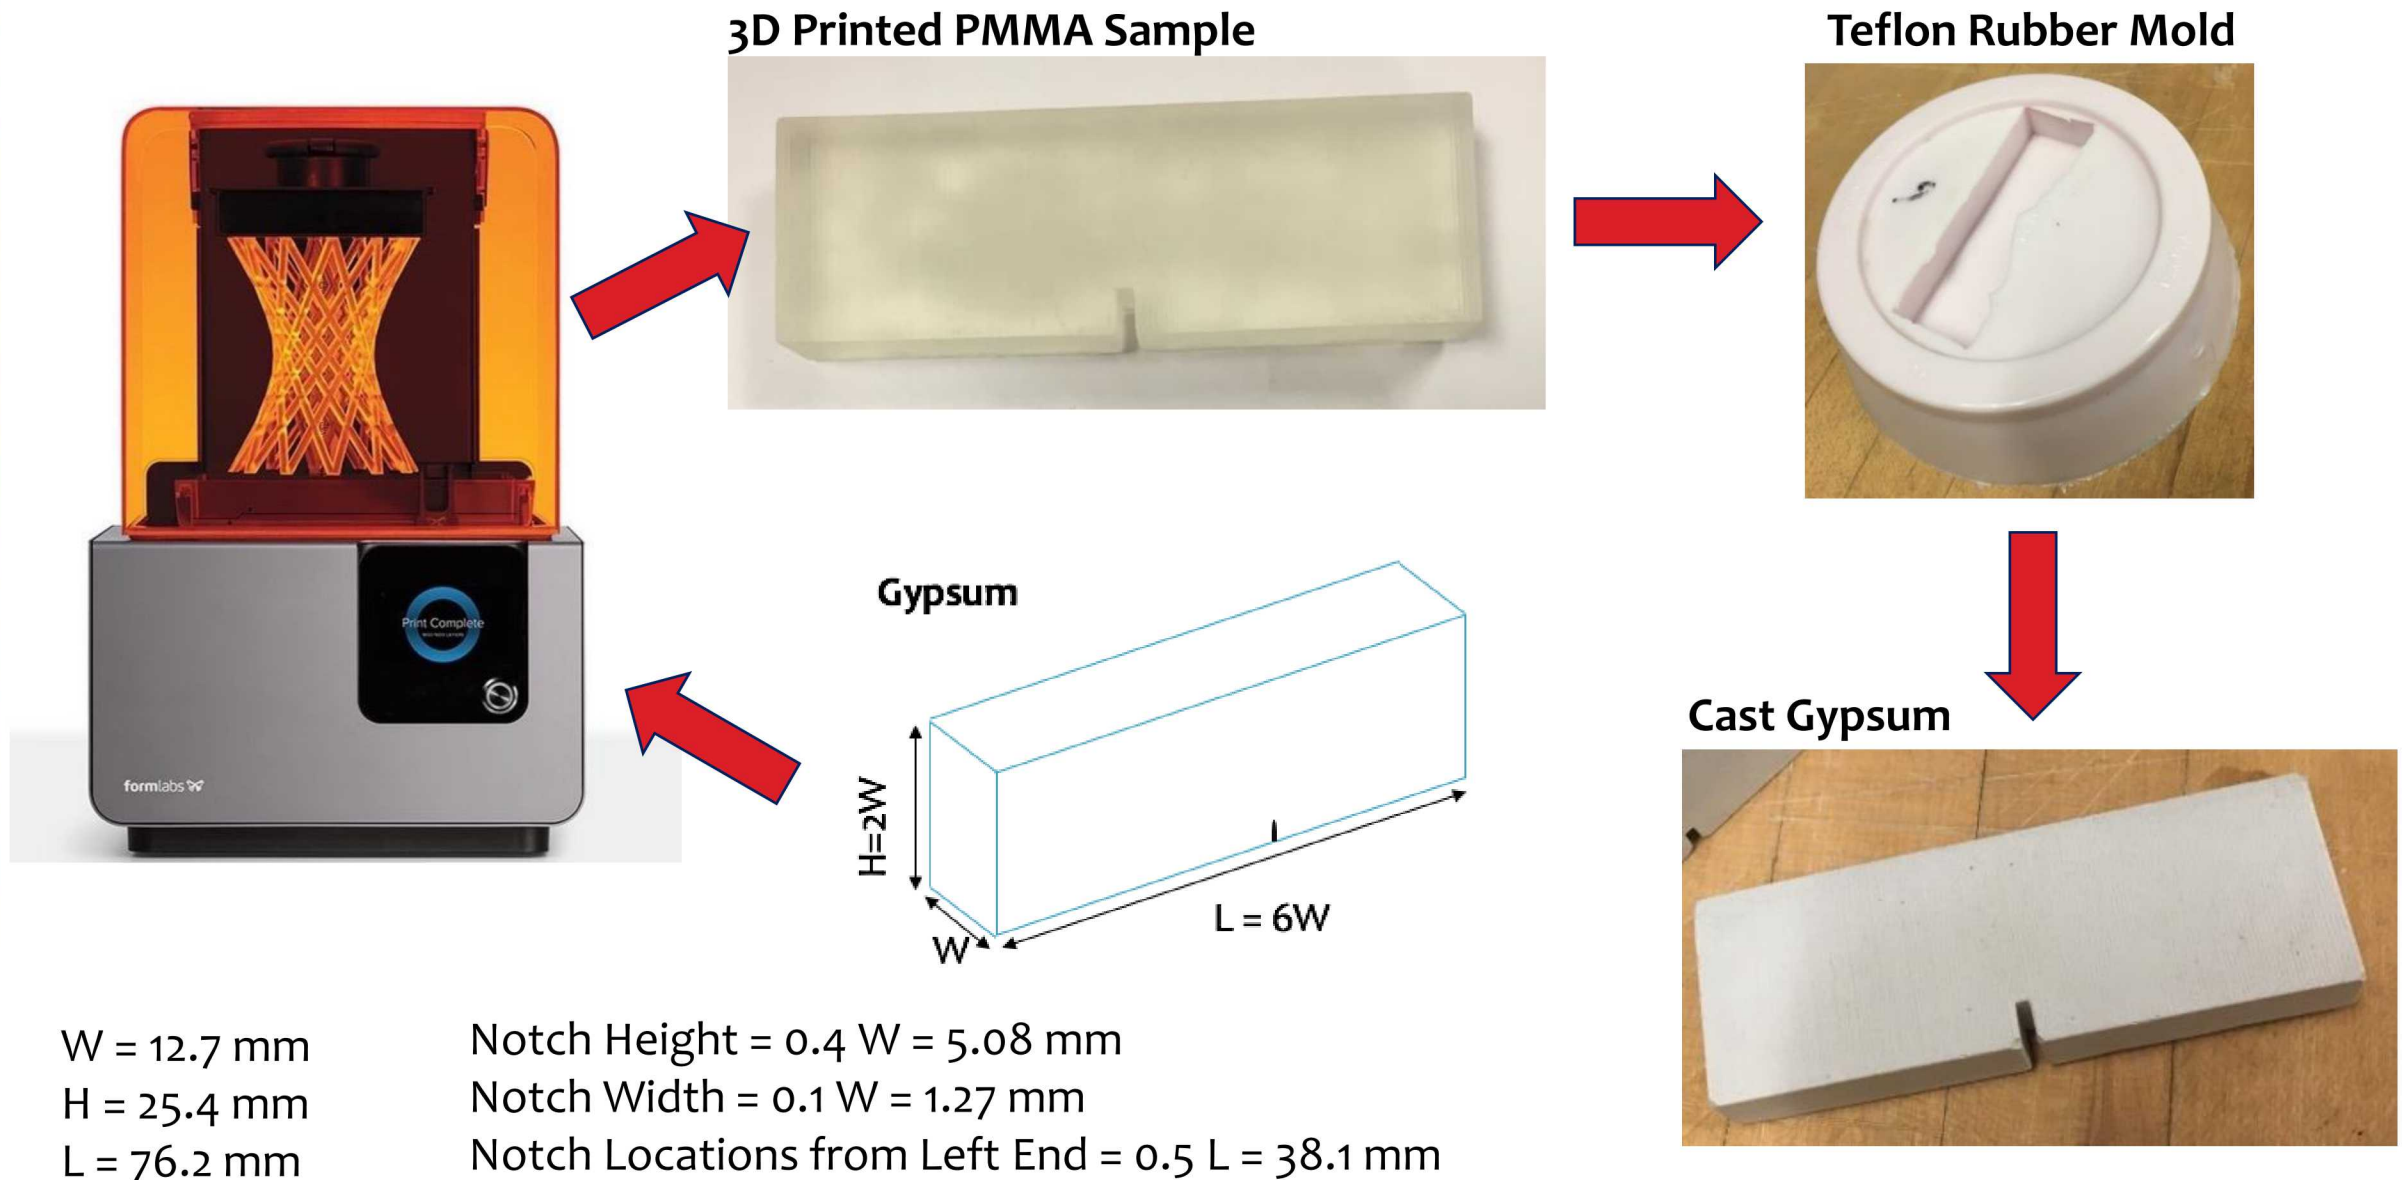 3D Printed PMMA Sample
Teflon Rubber Mold
Print Complete
formlabs
Gypsum
H=2W
W
L = 6W
Cast Gypsum
W = 12.7 mm
H = 25.4 mm
L = 76.2 mm
Notch Height = 0.4 W = 5.08 mm
Notch Width = 0.1 W = 1.27 mm
Notch Locations from Left End = 0.5 L = 38.1 mm